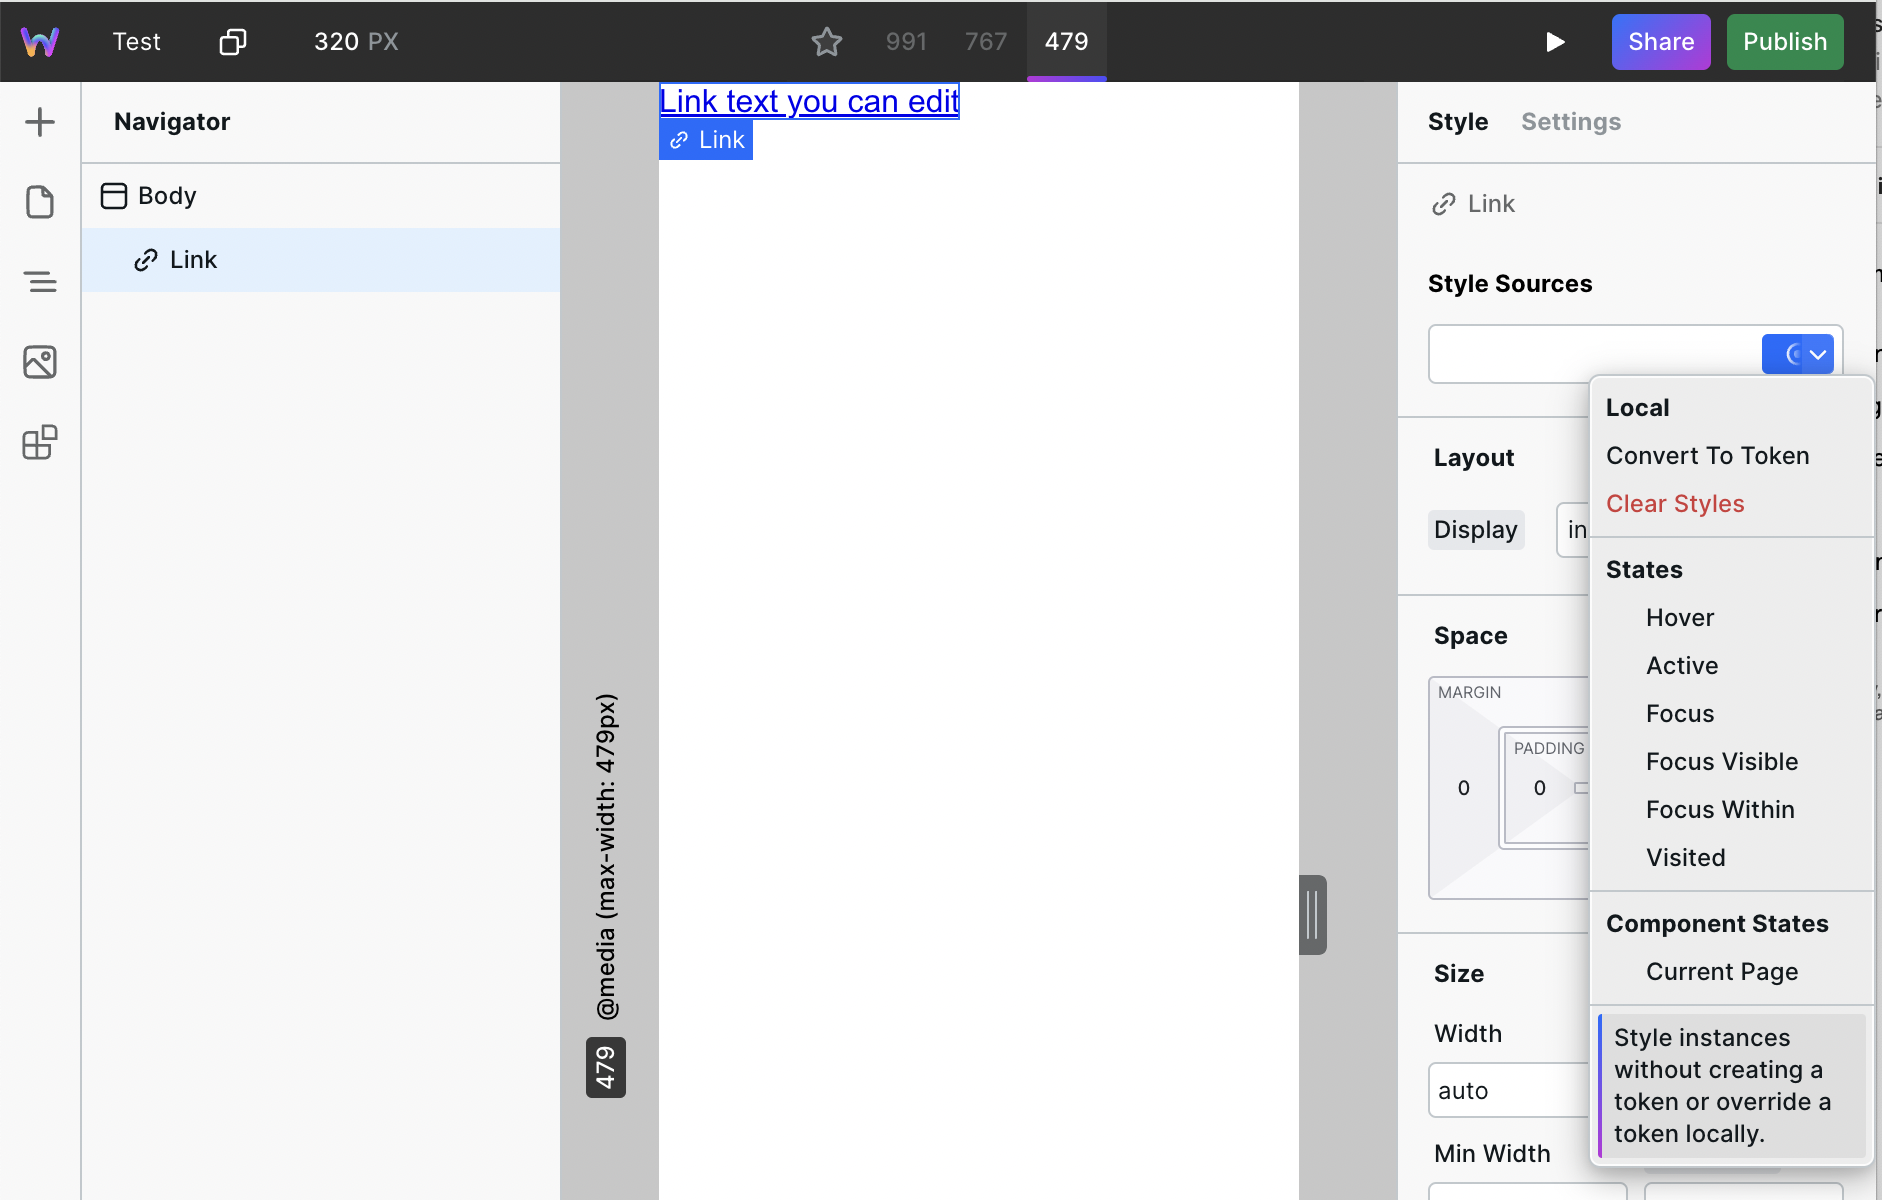 Test
320 PX
991
767
479
Share
Publish
Navigator
Body
Link
Link text you can edit
Link
@media (max-width: 479px)
479
Style
Settings
Link
Style Sources
Layout
Display
in
Space
MARGIN
PADDING
0
0
Size
Width
auto
Min Width
Local
Convert To Token
Clear Styles
States
Hover
Active
Focus
Focus Visible
Focus Within
Visited
Component States
Current Page
Style instances
without creating a
token or override a
token locally.